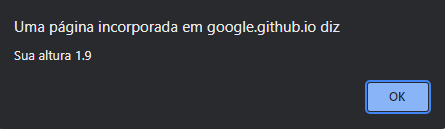 Uma página incorporada em google.github.io diz
Sua altura 1.9
OK